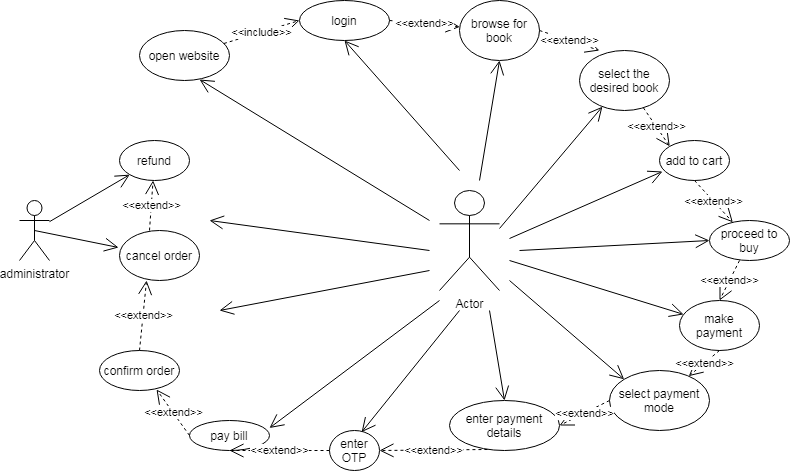 login
<<include>>
<<extend>>
browse for
book
<<extend>>
open website
select the
desired book
<<extend>>
refund
add to cart
<<extend>>
<<extend>>
proceed to
buy
cancel order
administrator
<<extend>>
Actor
<<extend>>
make
payment
<<extend>>
confirm order
select payment
mode
<<extend>>
<<extend>>
enter payment
details
pay bill
enter
OTP
<<extend>>
<<extend>>